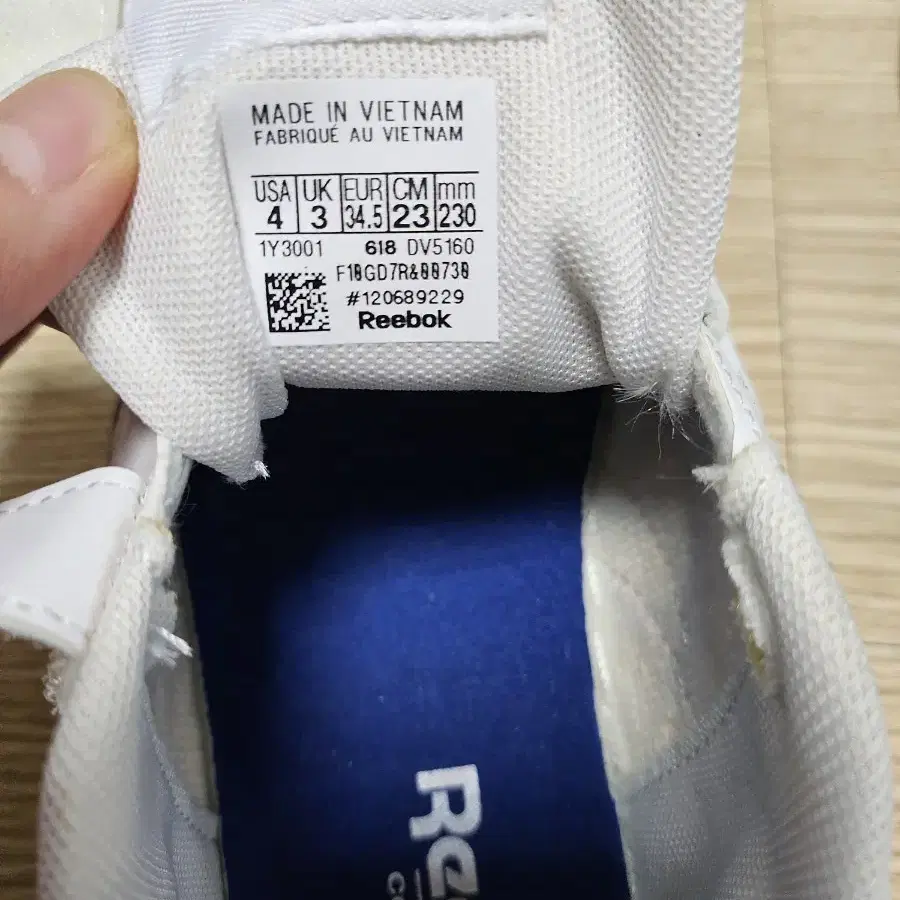 MADE IN VIETNAM
FABRIQUÉ AU VIETNAM
USA UK EUR CM mm
4 3 34.5 23 230
1Y3001 618 DV5160
#120689229
Reebok